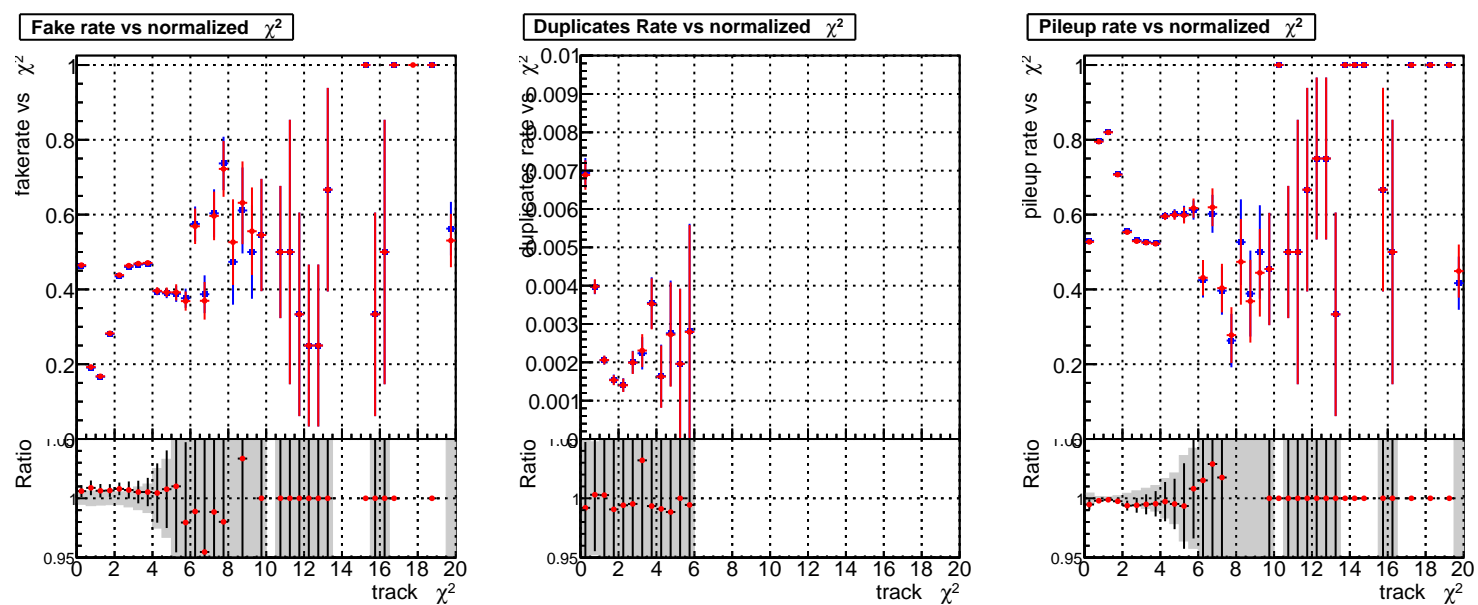 Fake rate vs normalized χ²
fakerate vs χ²
1
0.8
0.6
0.4
0.2
Ratio
1
0.95
0 2 4 6 8 10 12 14 16 18 20
track χ²
Duplicates Rate vs normalized χ²
duplicates rate vs χ²
0.01
0.009
0.008
0.007
0.006
0.005
0.004
0.003
0.002
0.001
Ratio
1
0.95
0 2 4 6 8 10 12 14 16 18 20
track χ²
Pileup rate vs normalized χ²
pileup rate vs χ²
1
0.8
0.6
0.4
0.2
Ratio
1
0.95
0 2 4 6 8 10 12 14 16 18 20
track χ²